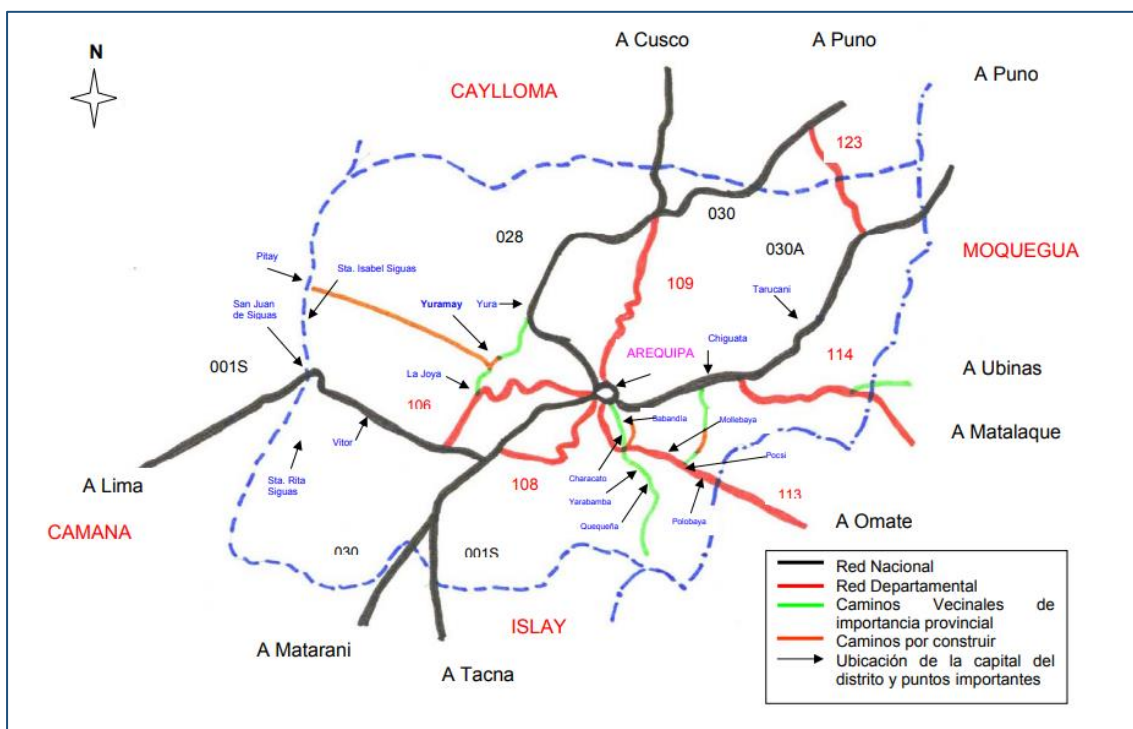 A Cusco
A Puno
A Puno
N
CAYLLOMA
123
030
028
030A
MOQUEGUA
Pitay
Sta. Isabel Siguas
109
Tarucani
San Juan
de Siguas
Yuramay
Yura
AREQUIPA
Chiguata
114
001S
La Joya
A Ubinas
106
Sabandía
Mollebaya
Vitor
A Matalaque
Pocsi
Sta. Rita
Siguas
Characato
A Lima
108
Yarabamba
113
CAMANA
Quequeña
Polobaya
A Omate
030
001S
ISLAY
A Matarani
A Tacna
Red Nacional
Red Departamental
Caminos Vecinales de
importancia provincial
Caminos por construir
Ubicación de la capital del
distrito y puntos importantes